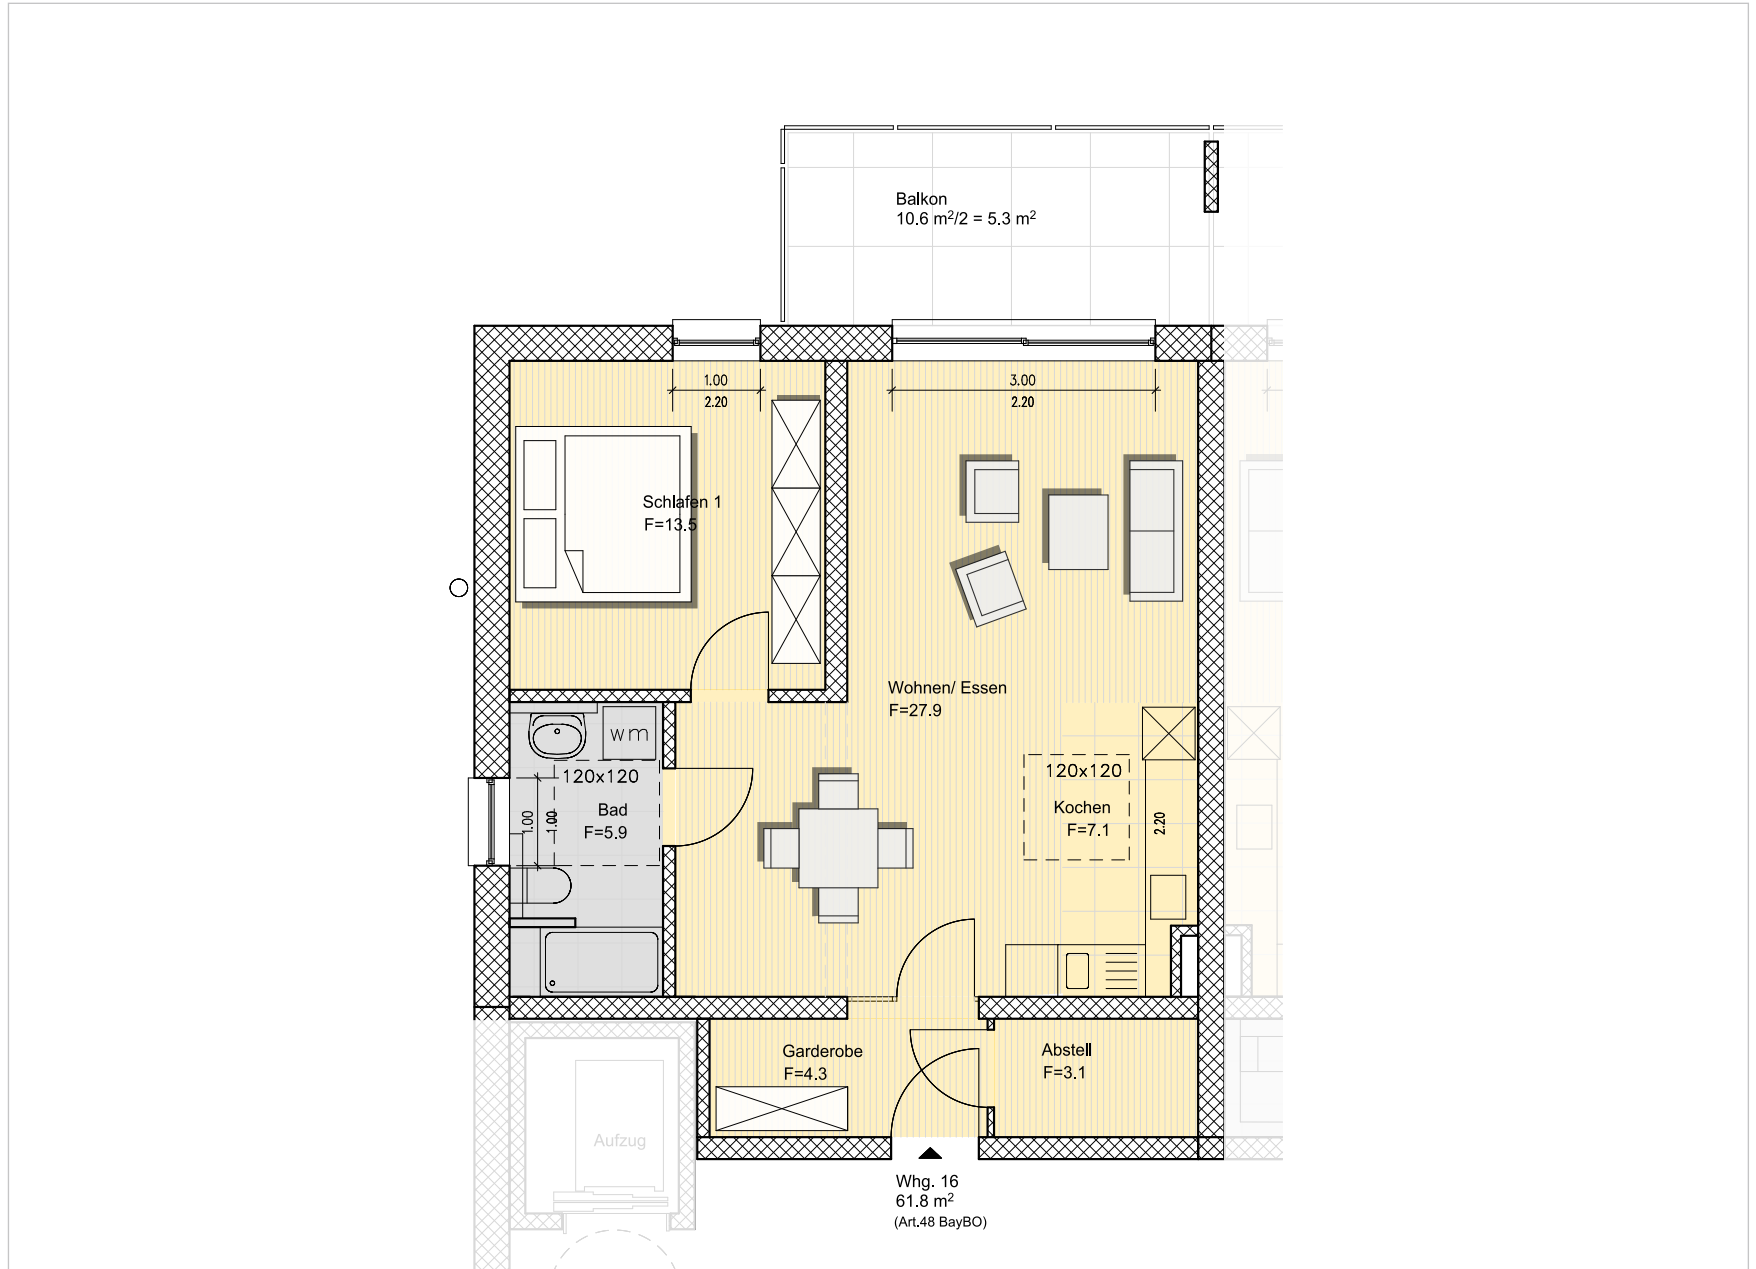 Balkon
10.6 m²/2 = 5.3 m²
1.00
2.20
3.00
2.20
Schlafen 1
F=13.5
Wohnen/ Essen
F=27.9
wm
120x120
Bad
F=5.9
1.00
1.00
120x120
Kochen
F=7.1
2.20
Garderobe
F=4.3
Abstell
F=3.1
Aufzug
Whg. 16
61.8 m²
(Art.48 BayBO)